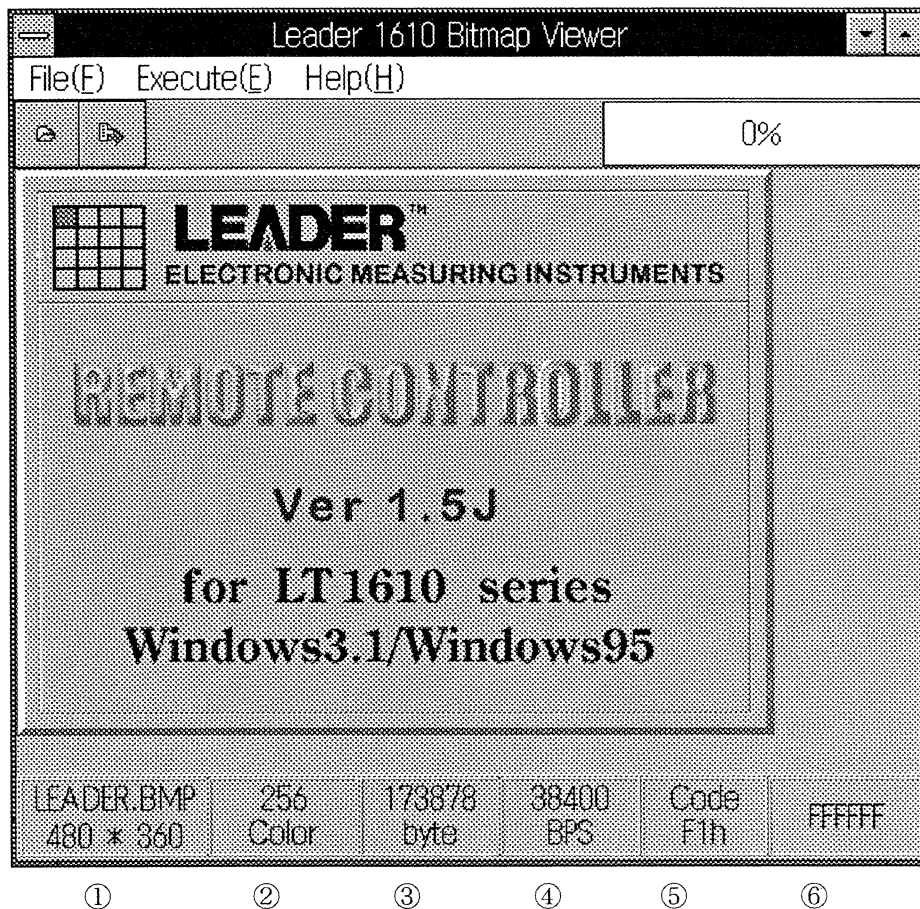 Leader 1610 Bitmap Viewer
File(F) Execute(E) Help(H)
0%
LEADER™
ELECTRONIC MEASURING INSTRUMENTS
REMOTE CONTROLLER
Ver 1.5J
for LT1610 series
Windows3.1/Windows95
LEADER.BMP 256 173878 38400 Code FFFFFF
480 * 360 Color byte BPS F1h
① ② ③ ④ ⑤ ⑥